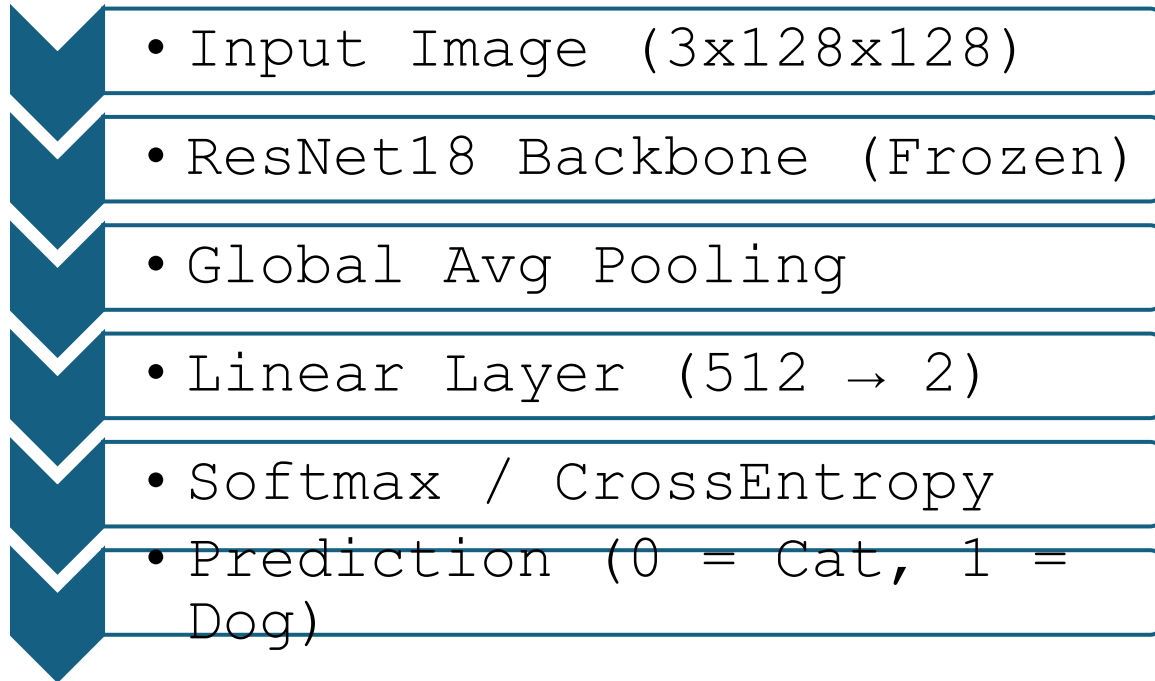 • Input Image (3x128x128)
• ResNet18 Backbone (Frozen)
• Global Avg Pooling
• Linear Layer (512 → 2)
• Softmax / CrossEntropy
• Prediction (0 = Cat, 1 =
Dog)